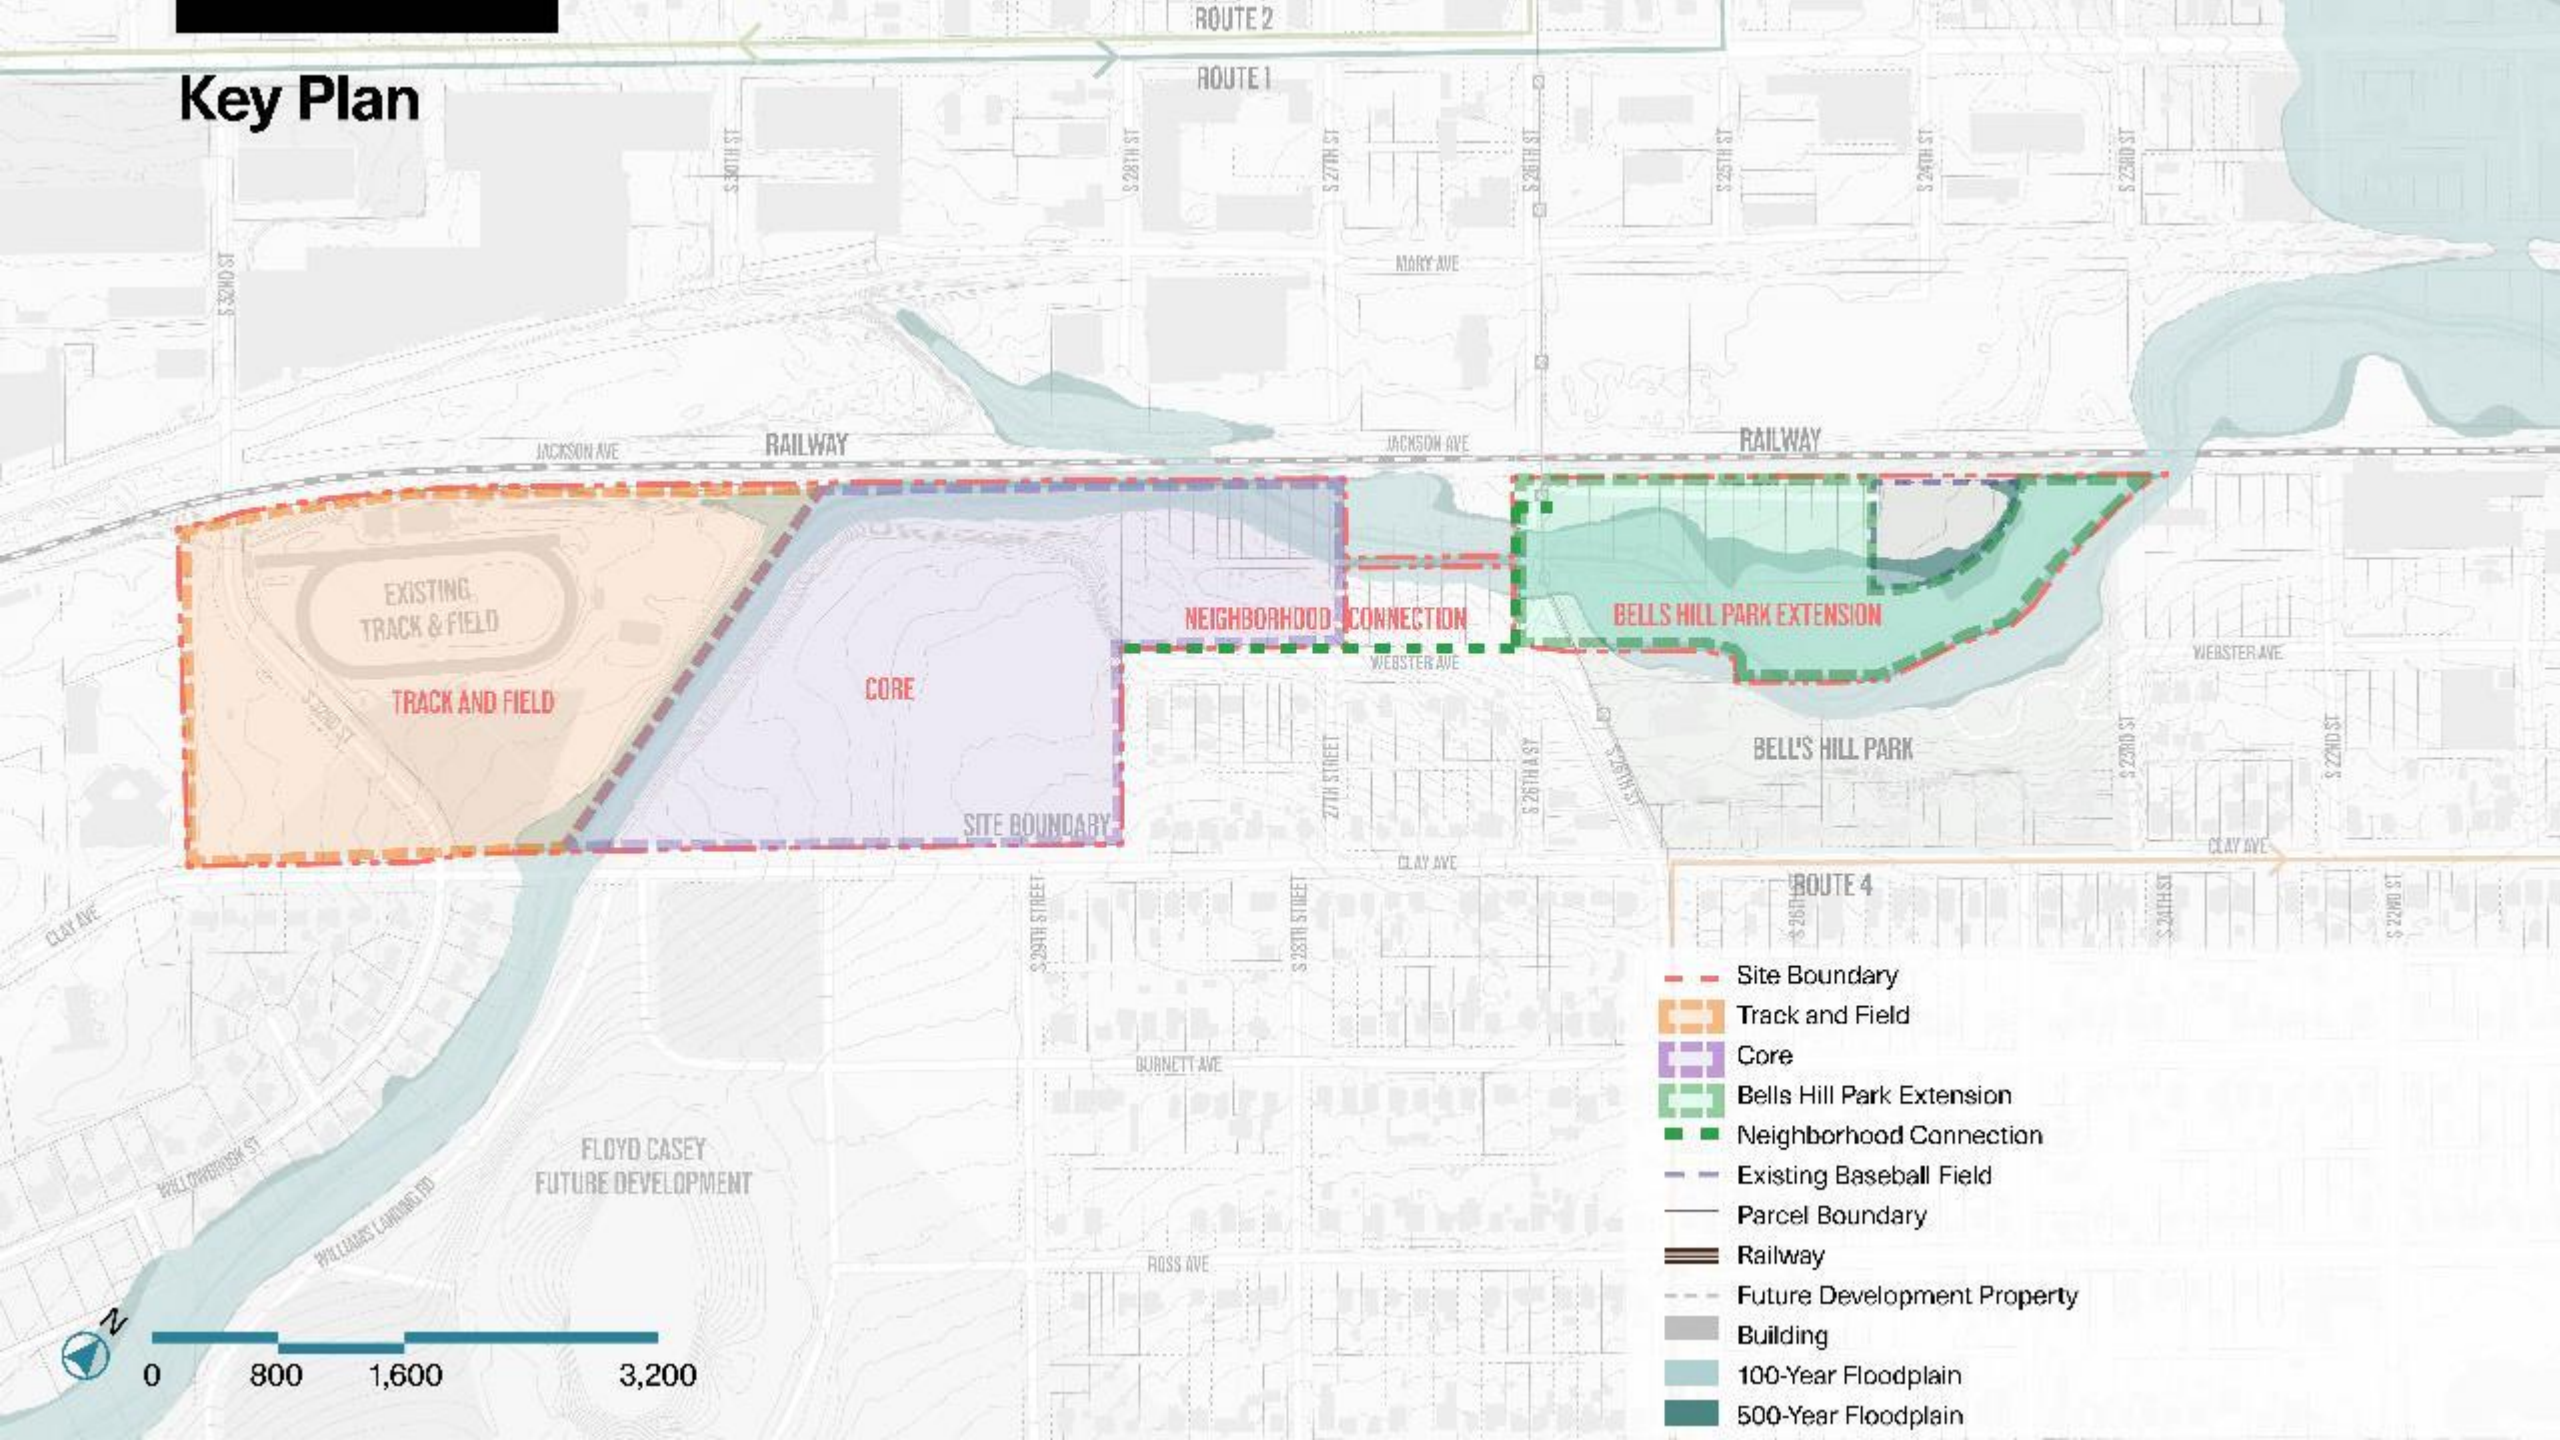 ROUTE 2
ROUTE 1
Key Plan
S 30TH ST
S 28TH ST
S 27TH ST
S 26TH ST
S 25TH ST
S 24TH ST
S 23RD ST
S 32ND ST
MARY AVE
JACKSON AVE
RAILWAY
JACKSON AVE
RAILWAY
EXISTING
TRACK & FIELD
TRACK AND FIELD
S 32ND ST
CORE
NEIGHBORHOOD CONNECTION
BELLS HILL PARK EXTENSION
WEBSTER AVE
WEBSTER AVE
SITE BOUNDARY
27TH STREET
S 26TH A ST
S 26TH ST
BELL'S HILL PARK
S 23RD ST
S 22ND ST
CLAY AVE
CLAY AVE
CLAY AVE
ROUTE 4
S 29TH STREET
S 28TH STREET
S 24TH ST
S 22ND ST
BURNETT AVE
ROSS AVE
WILLOWBROOK ST
WILLIAMS LANDING RD
FLOYD CASEY
FUTURE DEVELOPMENT
Site Boundary
Track and Field
Core
Bells Hill Park Extension
Neighborhood Connection
Existing Baseball Field
Parcel Boundary
Railway
Future Development Property
Building
100-Year Floodplain
500-Year Floodplain
N
0 800 1,600 3,200